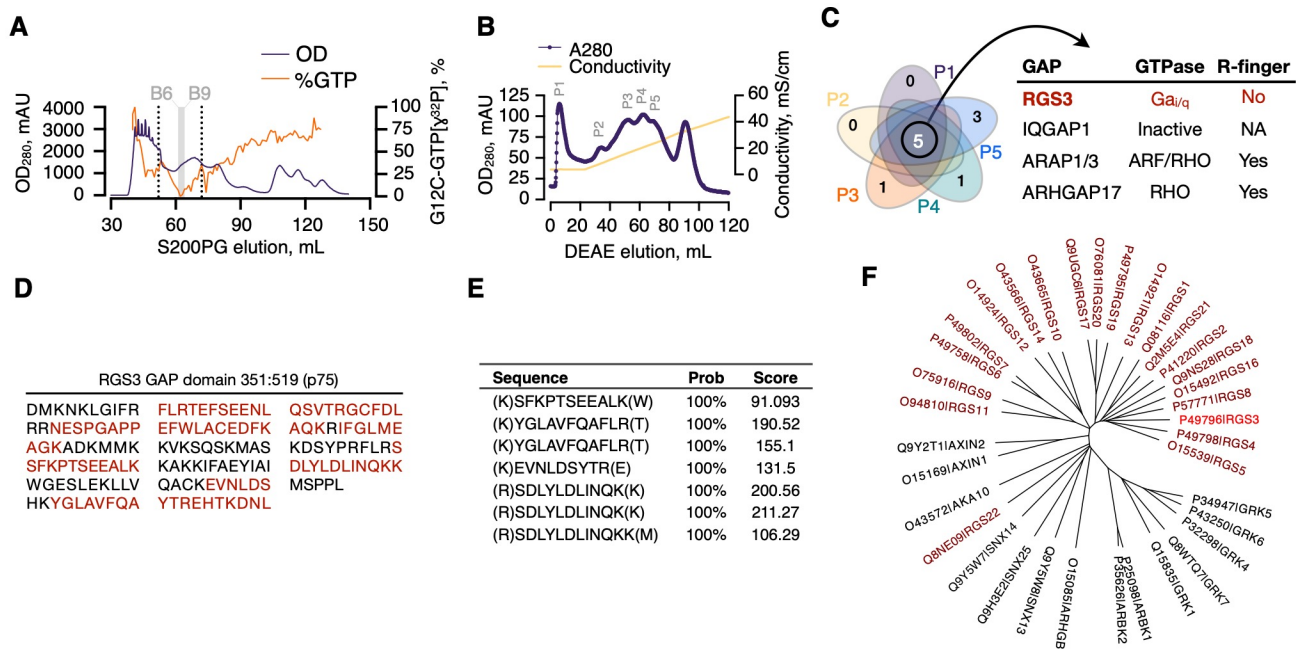 A
OD
%GTP
B6 B9
4000
3000
2000
1000
0
OD280, mAU
100
75
50
25
0
G12C-GTP[ɣ32P], %
30 60 90 120 150
S200PG elution, mL
B
A280
Conductivity
P1
P2
P3
P4
P5
125
100
75
50
25
0
OD280, mAU
60
40
20
0
Conductivity, mS/cm
0 20 40 60 80 100 120
DEAE elution, mL
C
P1
P2
P3
P4
P5
0
0
3
5
1
1
GAP GTPase R-finger
RGS3 Gai/q No
IQGAP1 Inactive NA
ARAP1/3 ARF/RHO Yes
ARHGAP17 RHO Yes
D
RGS3 GAP domain 351:519 (p75)
DMKNKLGIFR FLRTEFSEENL QSVTRGCFDL
RRNESPGAPP EFWLACEDFK AQKRIFGLME
AGKADKMMKK KVKSQSKMAS KDSYPRFLRS
SFKPTSEEALK KAKKIFAEYIAI DLYLDLINQKK
WGESLEKLLV QACKEVNLDS MSPPL
HKYGLAVFQA YTREHTKDNL
E
Sequence Prob Score
(K)SFKPTSEEALK(W) 100% 91.093
(K)YGLAVFQAFLR(T) 100% 190.52
(K)YGLAVFQAFLR(T) 100% 155.1
(K)EVNLDSYTR(E) 100% 131.5
(R)SDLYLDLINQK(K) 100% 200.56
(R)SDLYLDLINQK(K) 100% 211.27
(R)SDLYLDLINQKK(M) 100% 106.29
F
Q9UGC6|RGS17
O76081|RGS20
P49795|RGS19
O14921|RGS13
Q08116|RGS1
Q2M5E4|RGS21
P41220|RGS2
Q9NS28|RGS18
O15492|RGS16
P57771|RGS8
P49796|RGS3
P49798|RGS4
O15539|RGS5
P34947|GRK5
P43250|GRK6
P32298|GRK4
Q8WTQ7|GRK7
Q15835|GRK1
P25098|ARBK1
P35626|ARBK2
O15085|ARHGB
Q9Y5W8|SNX13
Q9H3E2|SNX25
Q9Y5W7|SNX14
Q8NE09|RGS22
O43572|AKA10
O15169|AXIN1
Q9Y2T1|AXIN2
O94810|RGS11
O75916|RGS9
P49758|RGS6
P49802|RGS7
O14924|RGS12
O43566|RGS14
O43665|RGS10